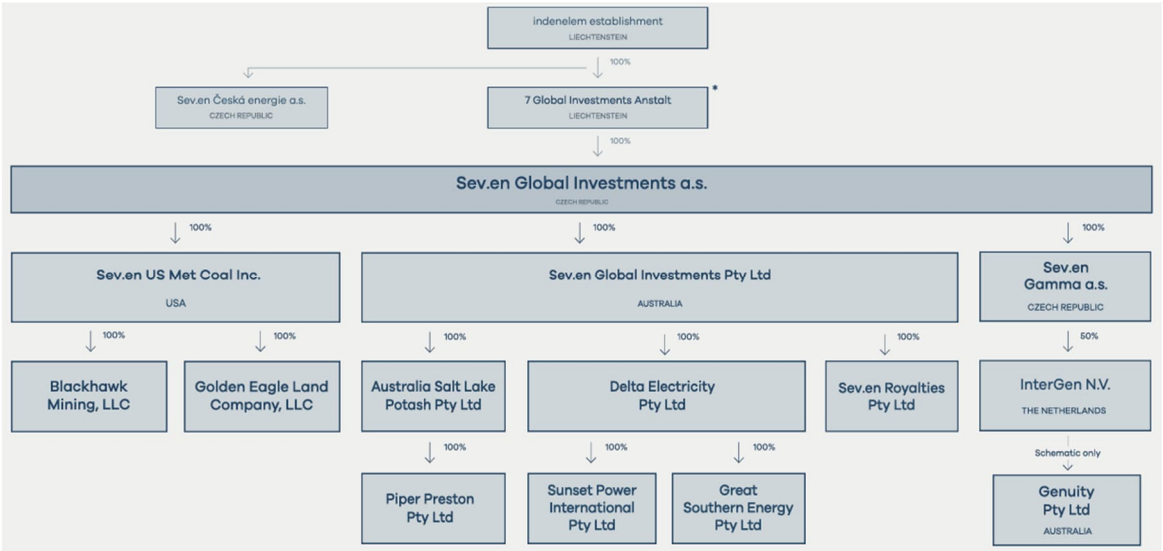 indenelem establishment
LIECHTENSTEIN
100%
Sev.en Česká energie a.s.
CZECH REPUBLIC
7 Global Investments Anstalt
LIECHTENSTEIN
*
100%
Sev.en Global Investments a.s.
CZECH REPUBLIC
100%
100%
100%
Sev.en US Met Coal Inc.
USA
Sev.en Global Investments Pty Ltd
AUSTRALIA
Sev.en
Gamma a.s.
CZECH REPUBLIC
100%
100%
100%
100%
100%
50%
Blackhawk
Mining, LLC
Golden Eagle Land
Company, LLC
Australia Salt Lake
Potash Pty Ltd
Delta Electricity
Pty Ltd
Sev.en Royalties
Pty Ltd
InterGen N.V.
THE NETHERLANDS
100%
100%
100%
Schematic only
Piper Preston
Pty Ltd
Sunset Power
International
Pty Ltd
Great
Southern Energy
Pty Ltd
Genuity
Pty Ltd
AUSTRALIA